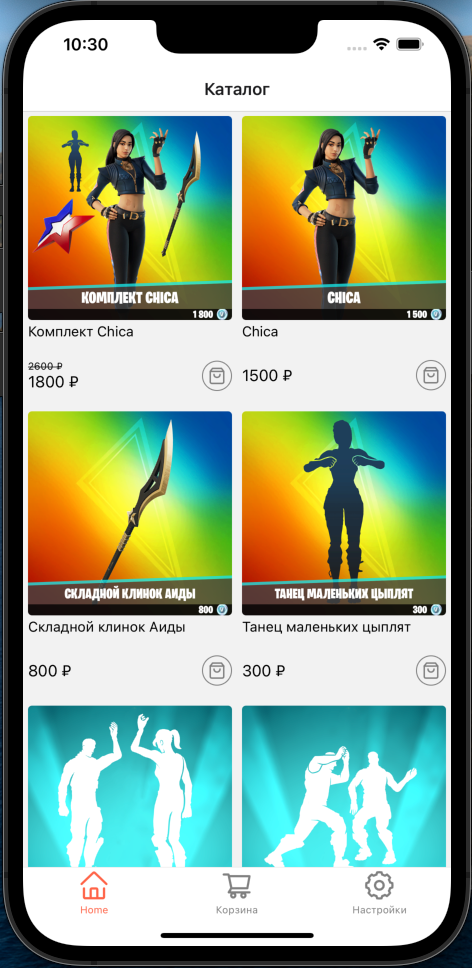 10:30
Каталог
КОМПЛЕКТ CHICA
1 800
CHICA
1 500
Комплект Chica
Chica
2600 ₽
1800 ₽
1500 ₽
СКЛАДНОЙ КЛИНОК АИДЫ
800
ТАНЕЦ МАЛЕНЬКИХ ЦЫПЛЯТ
300
Складной клинок Аиды
Танец маленьких цыплят
800 ₽
300 ₽
Home
Корзина
Настройки